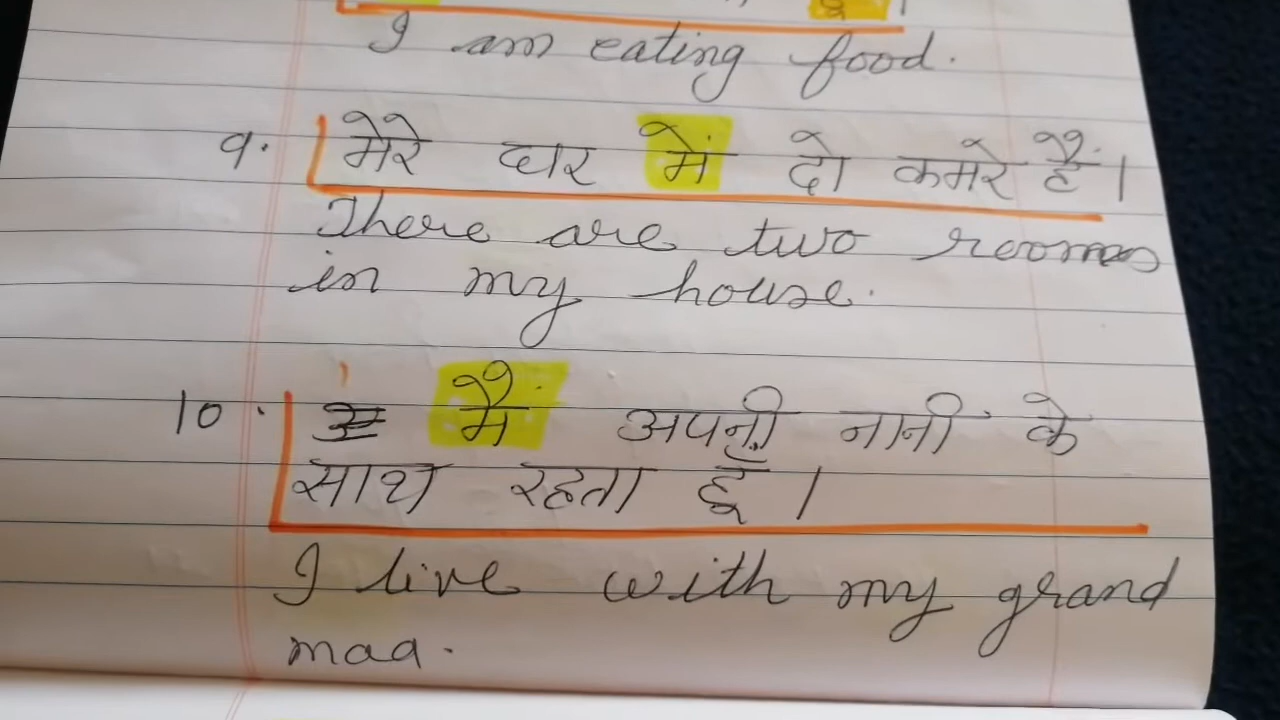 I am eating food.
9. मेरे घर में दो कमरे हैं।
There are two rooms
in my house.
10. मैं अपनी नानी के
साथ रहता हूँ।
I live with my grand
maa.